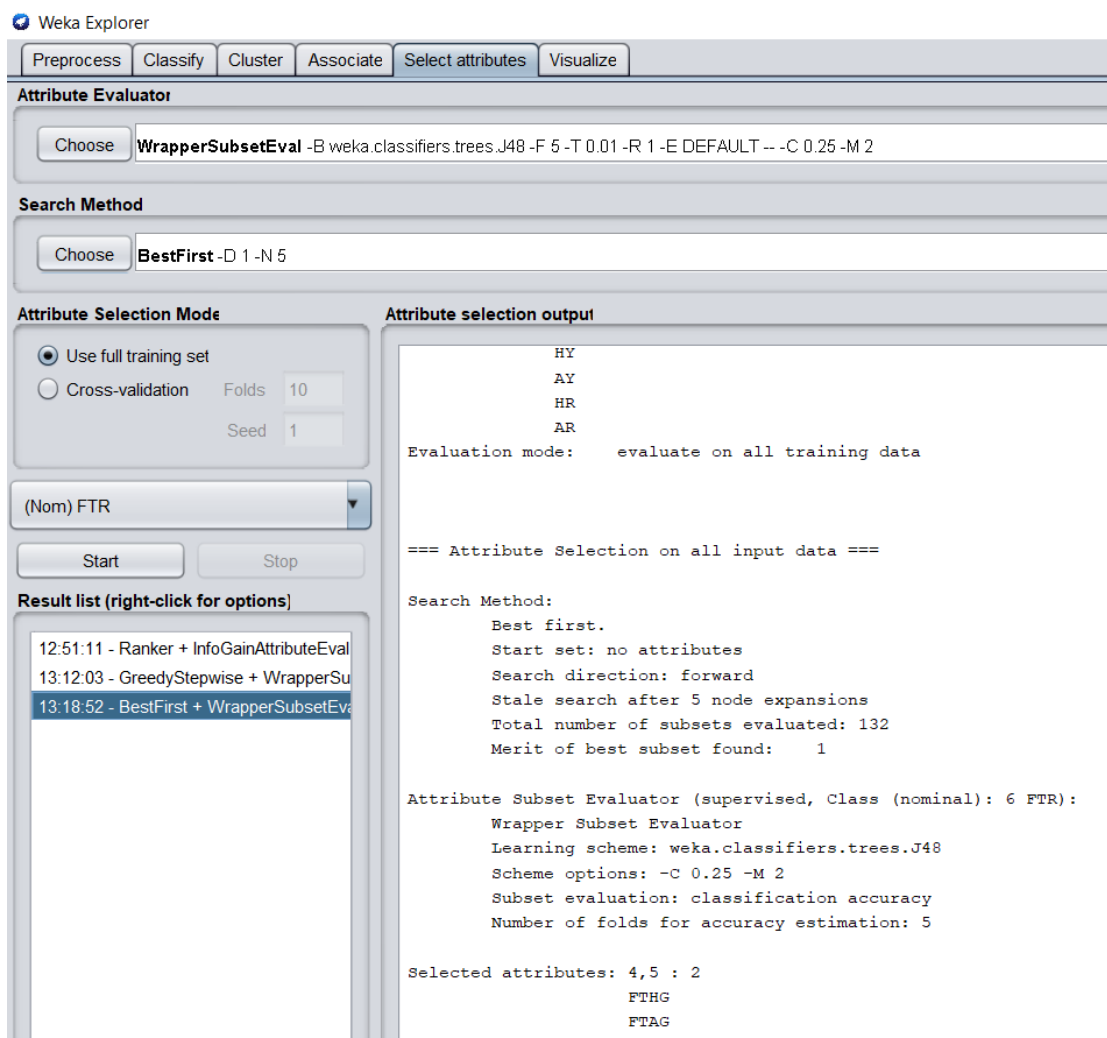 Weka Explorer
Preprocess Classify Cluster Associate Select attributes Visualize
Attribute Evaluator
Choose WrapperSubsetEval -B weka.classifiers.trees.J48 -F 5 -T 0.01 -R 1 -E DEFAULT -- -C 0.25 -M 2
Search Method
Choose BestFirst -D 1 -N 5
Attribute Selection Mode
Use full training set
Cross-validation Folds 10
Seed 1
(Nom) FTR
Start Stop
Result list (right-click for options)
12:51:11 - Ranker + InfoGainAttributeEval
13:12:03 - GreedyStepwise + WrapperSu
13:18:52 - BestFirst + WrapperSubsetEva
Attribute selection output
HY
AY
HR
AR
Evaluation mode: evaluate on all training data
=== Attribute Selection on all input data ===
Search Method:
Best first.
Start set: no attributes
Search direction: forward
Stale search after 5 node expansions
Total number of subsets evaluated: 132
Merit of best subset found: 1
Attribute Subset Evaluator (supervised, Class (nominal): 6 FTR):
Wrapper Subset Evaluator
Learning scheme: weka.classifiers.trees.J48
Scheme options: -C 0.25 -M 2
Subset evaluation: classification accuracy
Number of folds for accuracy estimation: 5
Selected attributes: 4,5 : 2
FTHG
FTAG